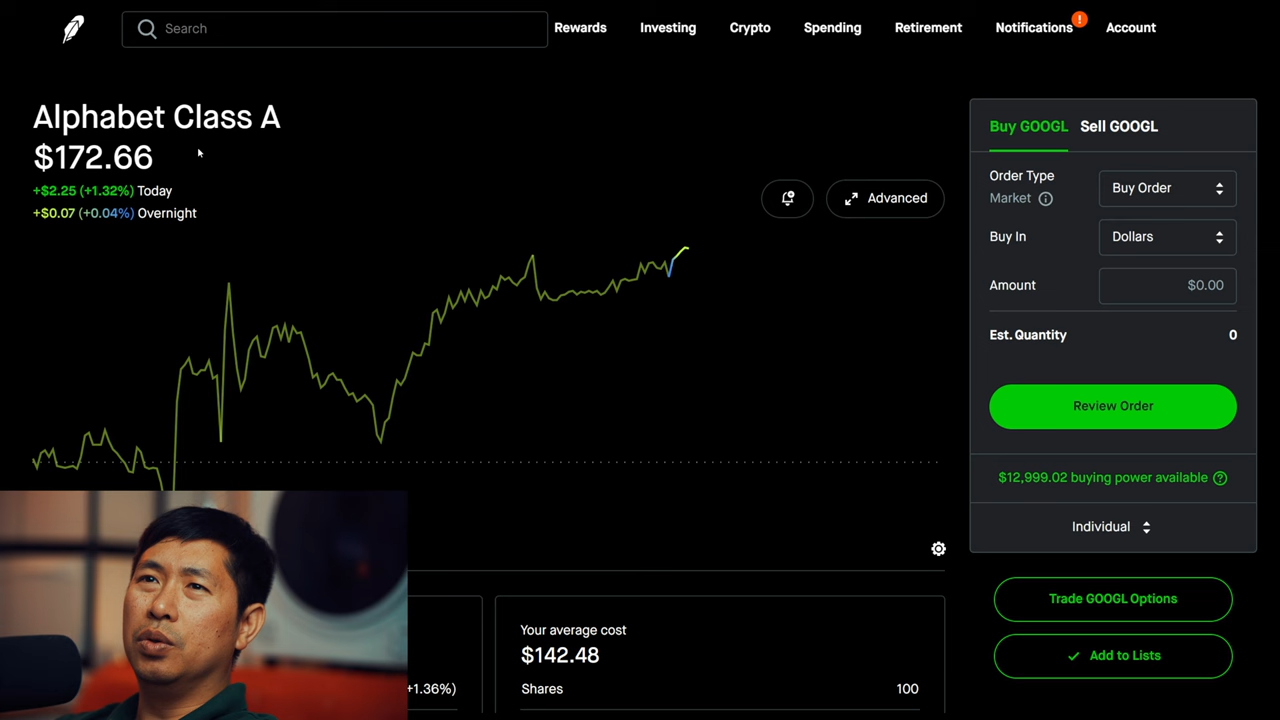 Search
Rewards
Investing
Crypto
Spending
Retirement
Notifications
!
Account
Alphabet Class A
$172.66
+$2.25 (+1.32%) Today
+$0.07 (+0.04%) Overnight
Advanced
Buy GOOGL
Sell GOOGL
Order Type
Market
Buy Order
Buy In
Dollars
Amount
$0.00
Est. Quantity
0
Review Order
$12,999.02 buying power available
Individual
Trade GOOGL Options
Add to Lists
+1.36%)
Your average cost
$142.48
Shares
100